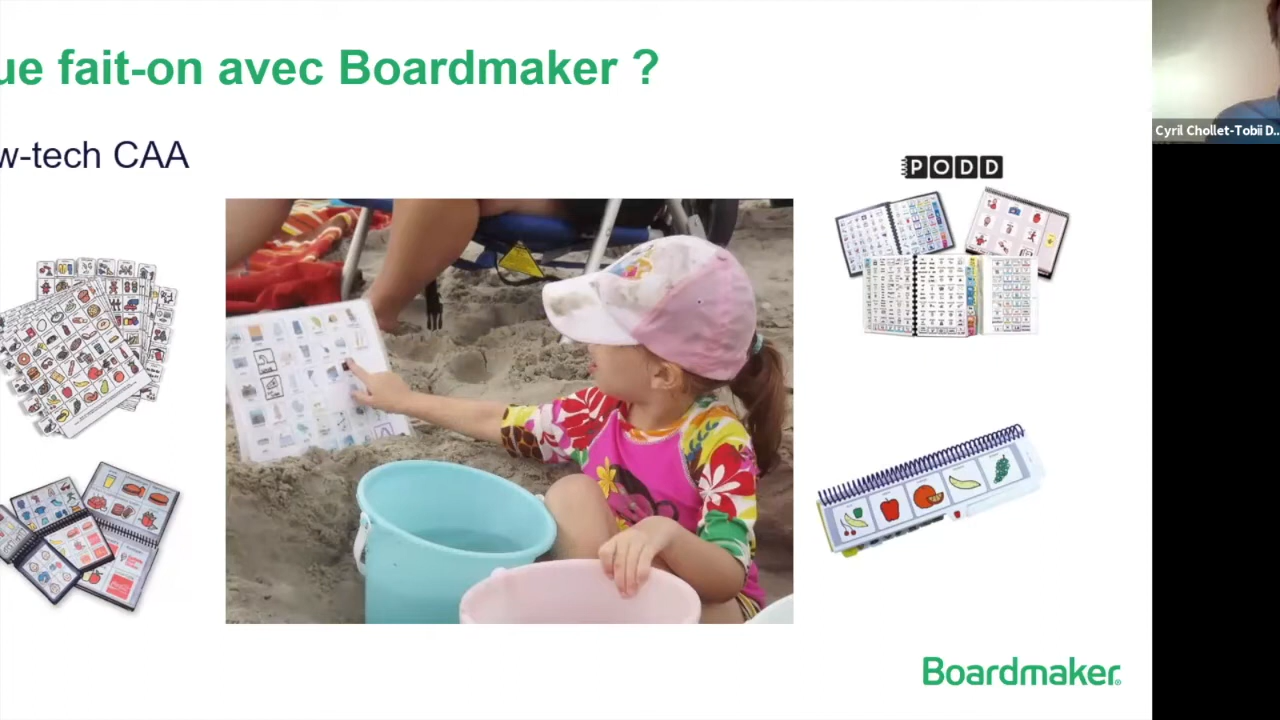 ue fait-on avec Boardmaker ?
w-tech CAA
PODD
Boardmaker
Cyril Chollet-Tobii D...